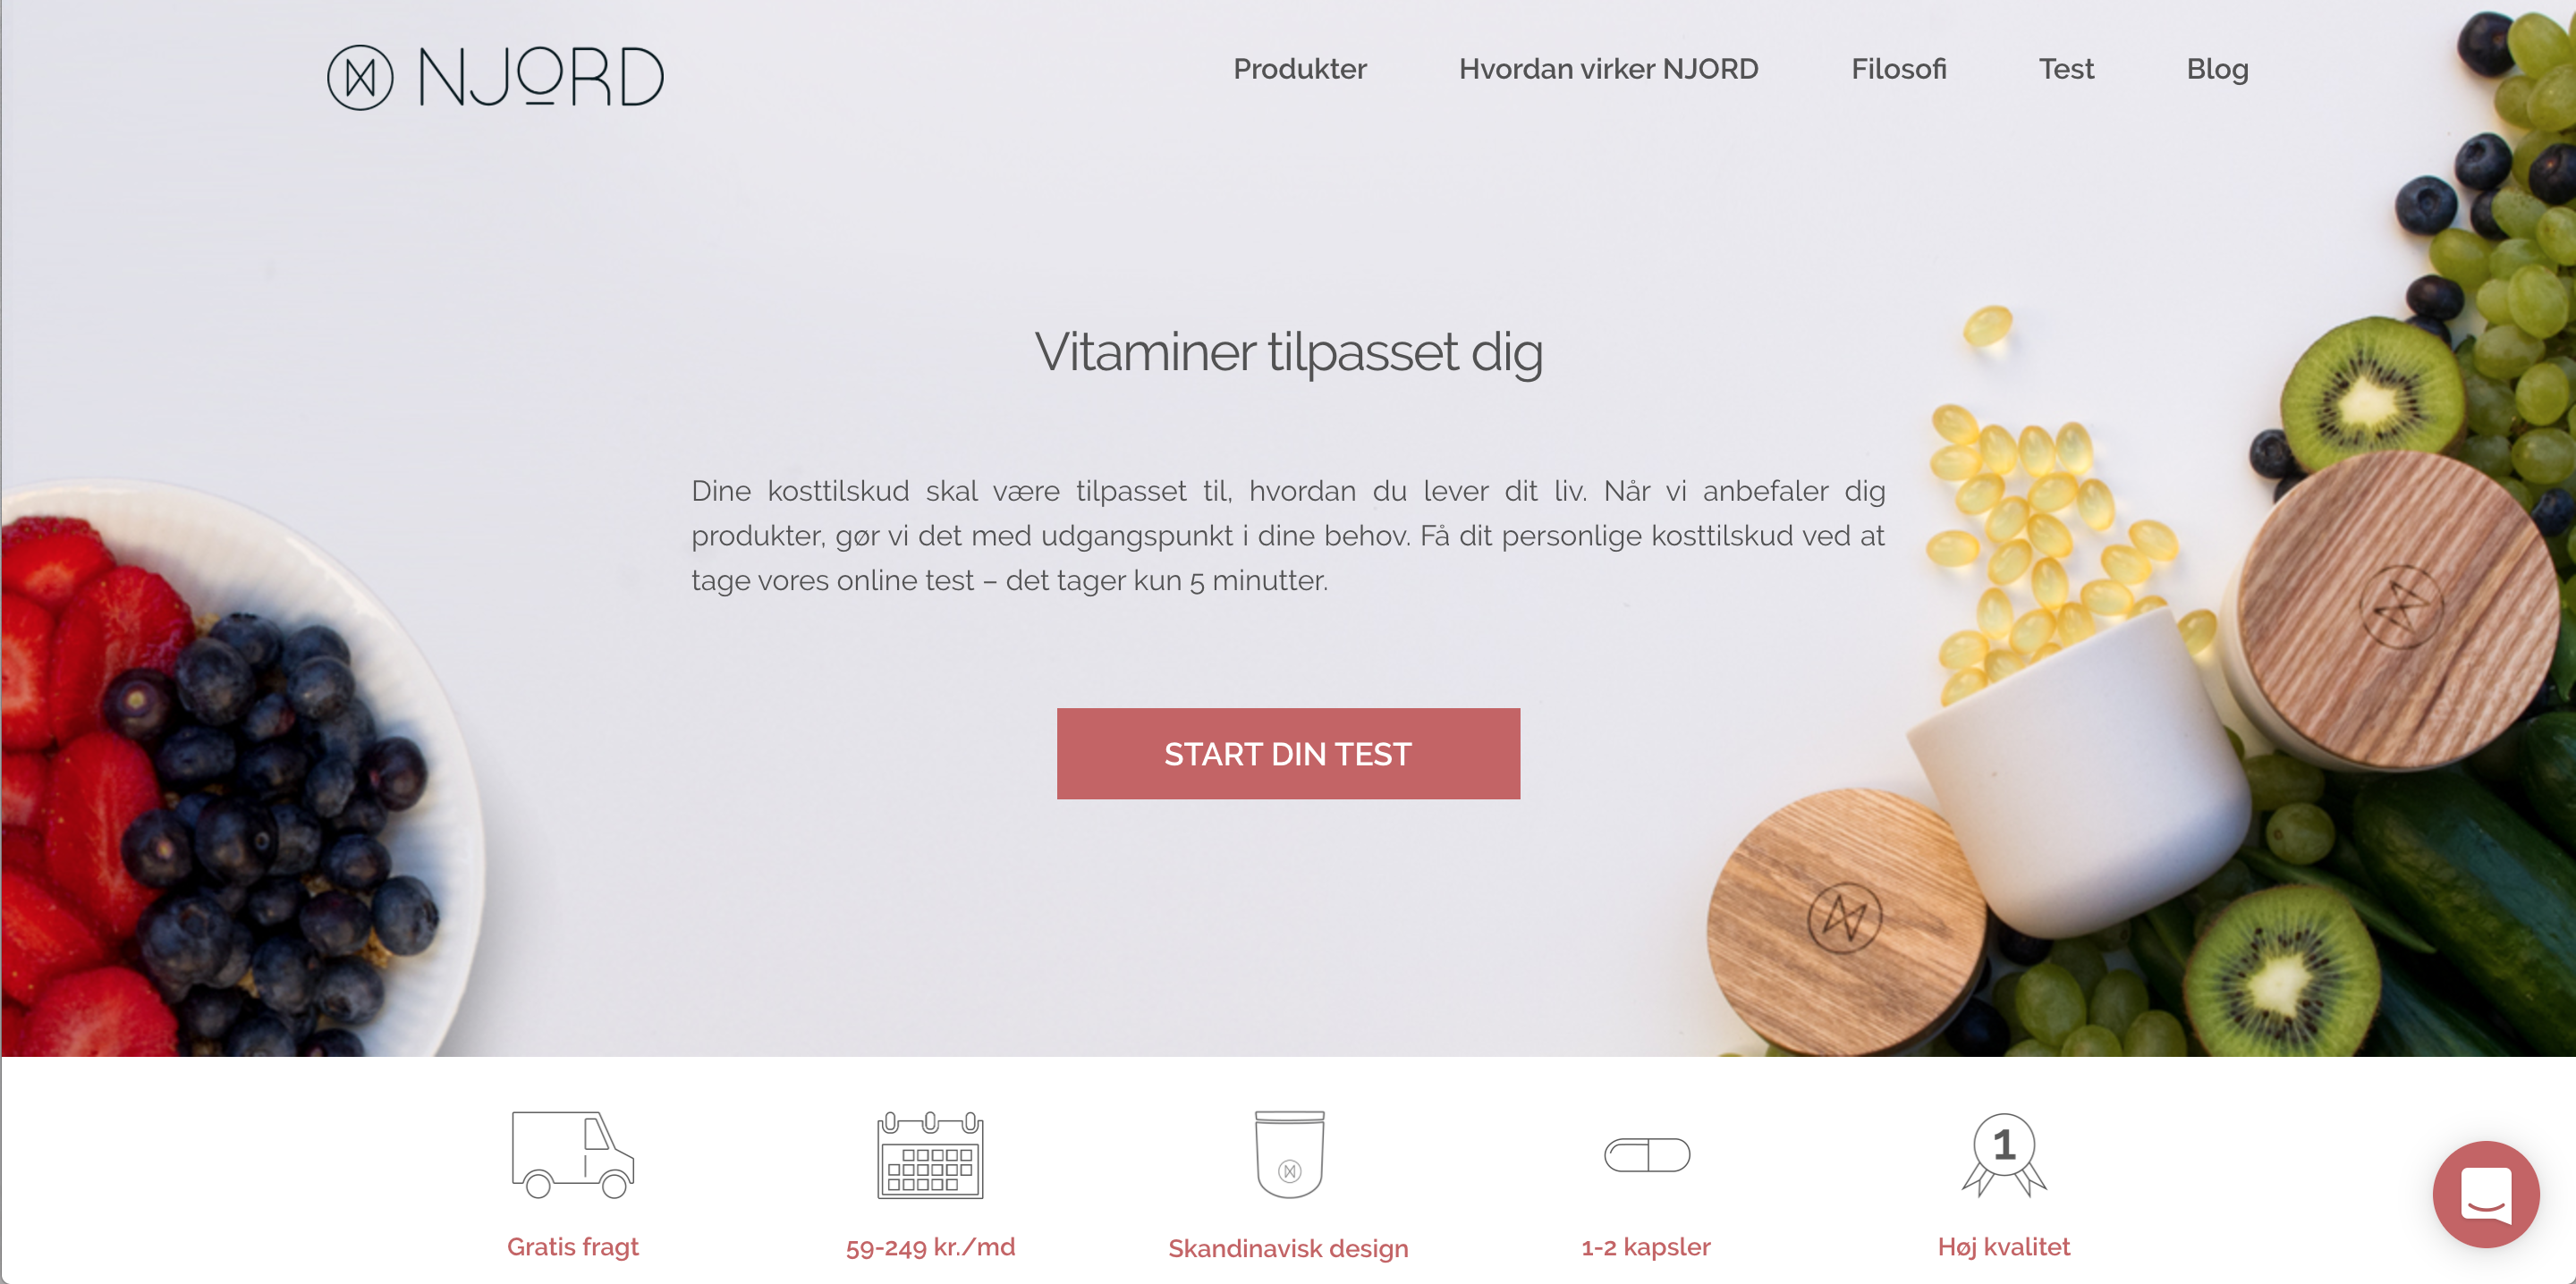 NJORD
Produkter
Hvordan virker NJORD
Filosofi
Test
Blog
Vitaminer tilpasset dig
Dine kosttilskud skal være tilpasset til, hvordan du lever dit liv. Når vi anbefaler dig
produkter, gør vi det med udgangspunkt i dine behov. Få dit personlige kosttilskud ved at
tage vores online test – det tager kun 5 minutter.
START DIN TEST
1
Gratis fragt
59-249 kr./md
Skandinavisk design
1-2 kapsler
Høj kvalitet